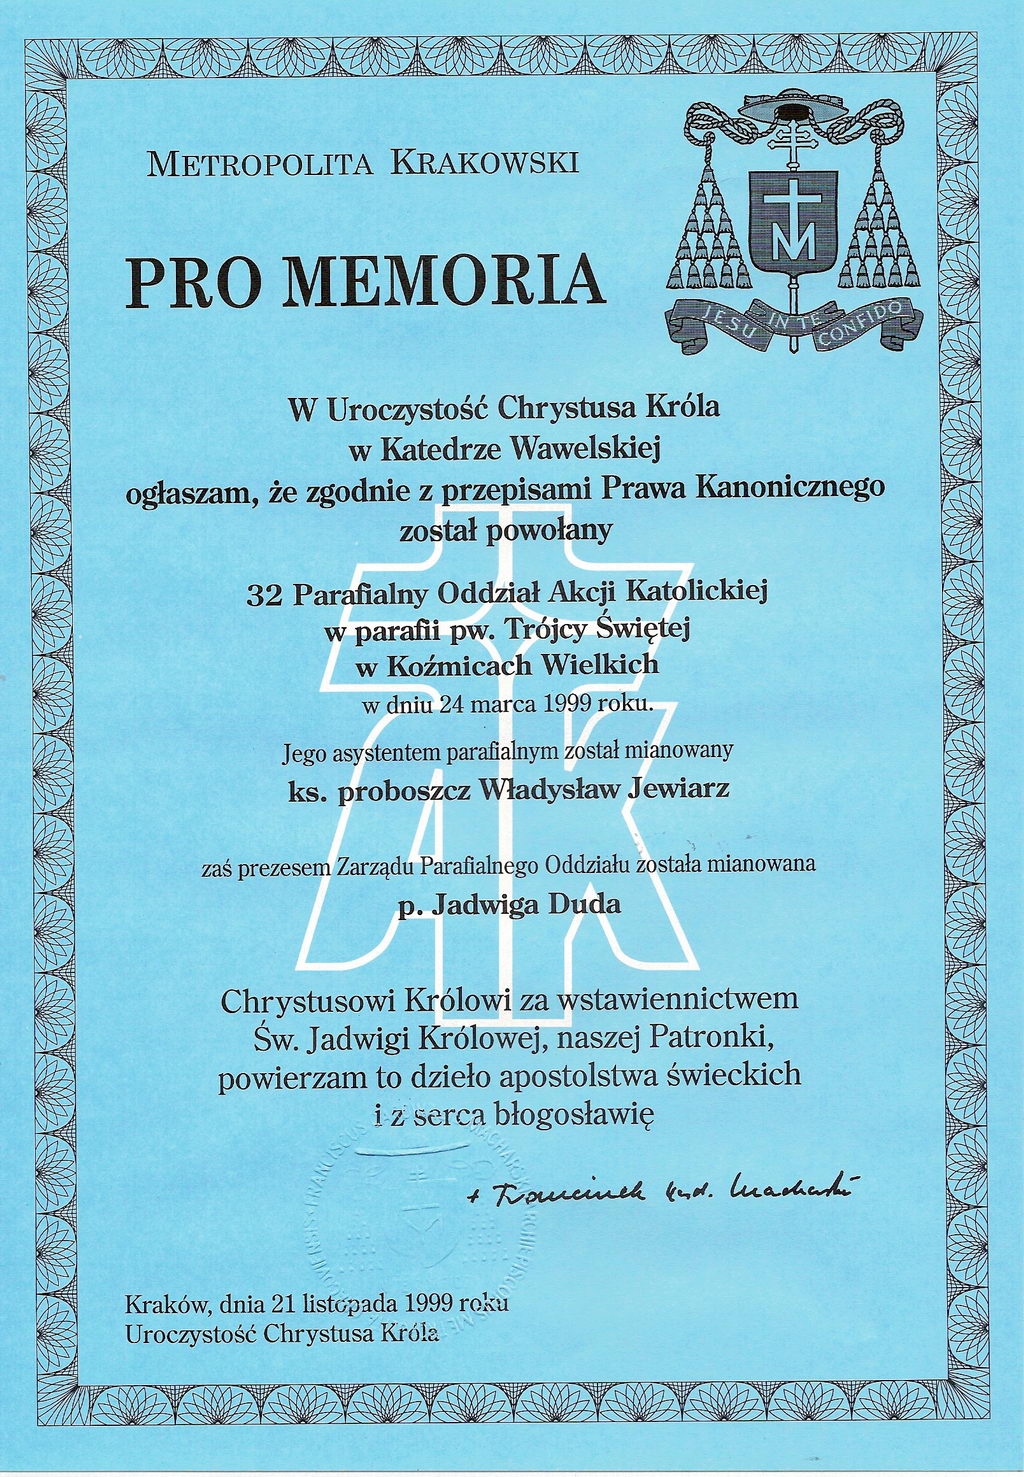 METROPOLITA KRAKOWSKI
PRO MEMORIA
JESU IN TE CONFIDO
M
W Uroczystość Chrystusa Króla
w Katedrze Wawelskiej
ogłaszam, że zgodnie z przepisami Prawa Kanonicznego
został powołany
32 Parafialny Oddział Akcji Katolickiej
w parafii pw. Trójcy Świętej
w Koźmicach Wielkich
w dniu 24 marca 1999 roku.
Jego asystentem parafialnym został mianowany
ks. proboszcz Władysław Jewiarz
zaś prezesem Zarządu Parafialnego Oddziału została mianowana
p. Jadwiga Duda
AK
Chrystusowi Królowi za wstawiennictwem
Św. Jadwigi Królowej, naszej Patronki,
powierzam to dzieło apostolstwa świeckich
i z serca błogosławię
+ Franciszek kard. Macharski
Kraków, dnia 21 listopada 1999 roku
Uroczystość Chrystusa Króla